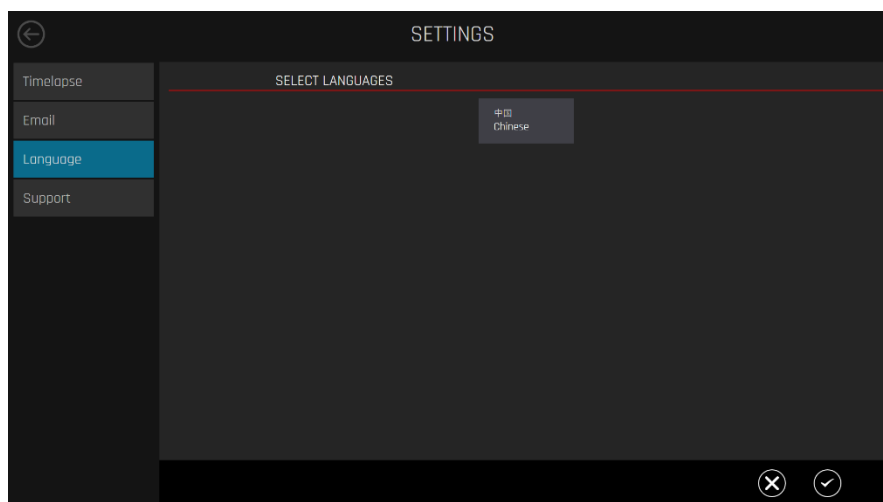 SETTINGS
Timelapse
Email
Language
Support
SELECT LANGUAGES
中国
Chinese